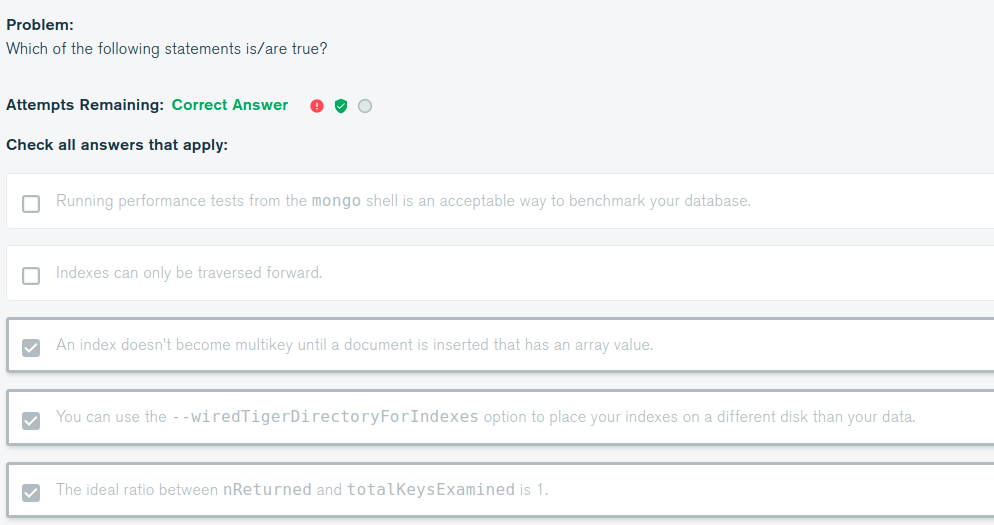 Problem:
Which of the following statements is/are true?
Attempts Remaining: Correct Answer
Check all answers that apply:
Running performance tests from the mongo shell is an acceptable way to benchmark your database.
Indexes can only be traversed forward.
An index doesn't become multikey until a document is inserted that has an array value.
You can use the --wiredTigerDirectoryForIndexes option to place your indexes on a different disk than your data.
The ideal ratio between nReturned and totalKeysExamined is 1.